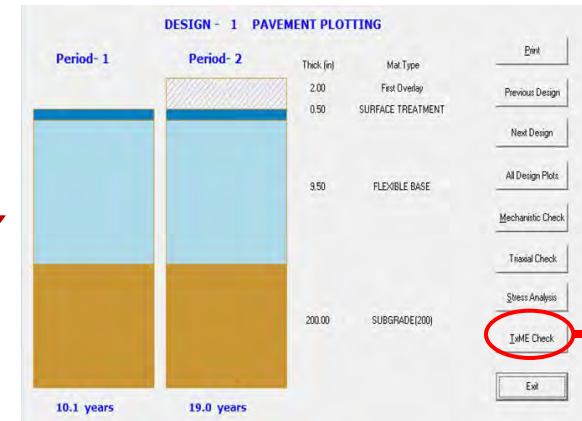 DESIGN - 1 PAVEMENT PLOTTING
Period- 1 Period- 2
Thick (in) Mat.Type
2.00 First Overlay
0.50 SURFACE TREATMENT
9.50 FLEXIBLE BASE
200.00 SUBGRADE(200)
10.1 years 19.0 years
Print
Previous Design
Next Design
All Design Plots
Mechanistic Check
Triaxial Check
Stress Analysis
TxME Check
Exit